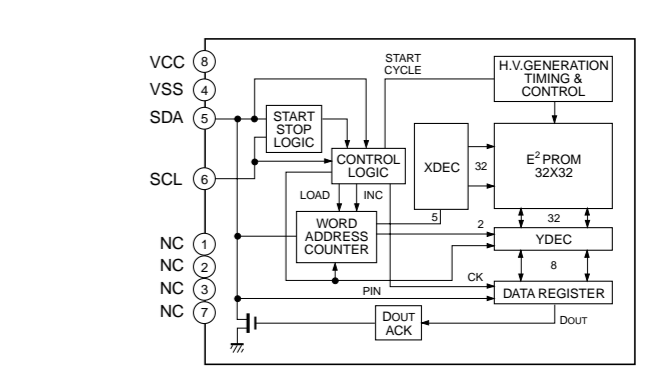 VCC 8
VSS 4
SDA 5
SCL 6
NC 1
NC 2
NC 3
NC 7
START
CYCLE
H.V.GENERATION
TIMING &
CONTROL
START
STOP
LOGIC
CONTROL
LOGIC
LOAD INC
WORD
ADDRESS
COUNTER
XDEC
32
E2PROM
32X32
5
2
32
YDEC
8
CK
PIN
DATA REGISTER
DOUT
ACK
DOUT